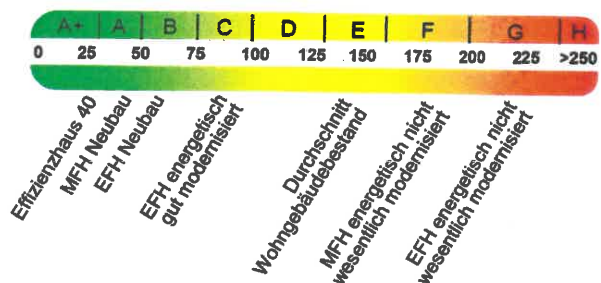 A+ A B C D E F G H
0 25 50 75 100 125 150 175 200 225 >250
Effizienzhaus 40
MFH Neubau
EFH Neubau
EFH energetisch
gut modernisiert
Durchschnitt
Wohngebäudebestand
MFH energetisch nicht
wesentlich modernisiert
EFH energetisch nicht
wesentlich modernisiert